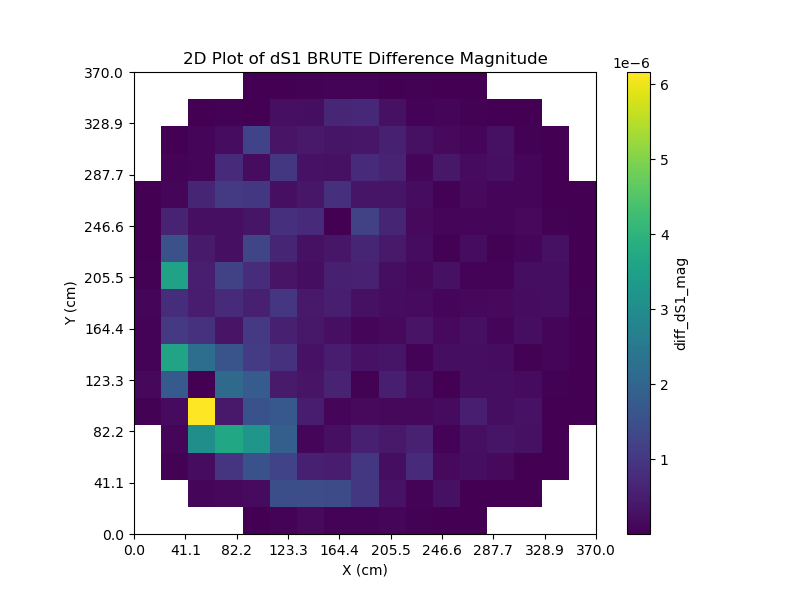 2D Plot of dS1 BRUTE Difference Magnitude
1e−6
370.0
328.9
287.7
246.6
205.5
164.4
123.3
82.2
41.1
0.0
Y (cm)
0.0 41.1 82.2 123.3 164.4 205.5 246.6 287.7 328.9 370.0
X (cm)
6
5
4
3
2
1
diff_dS1_mag